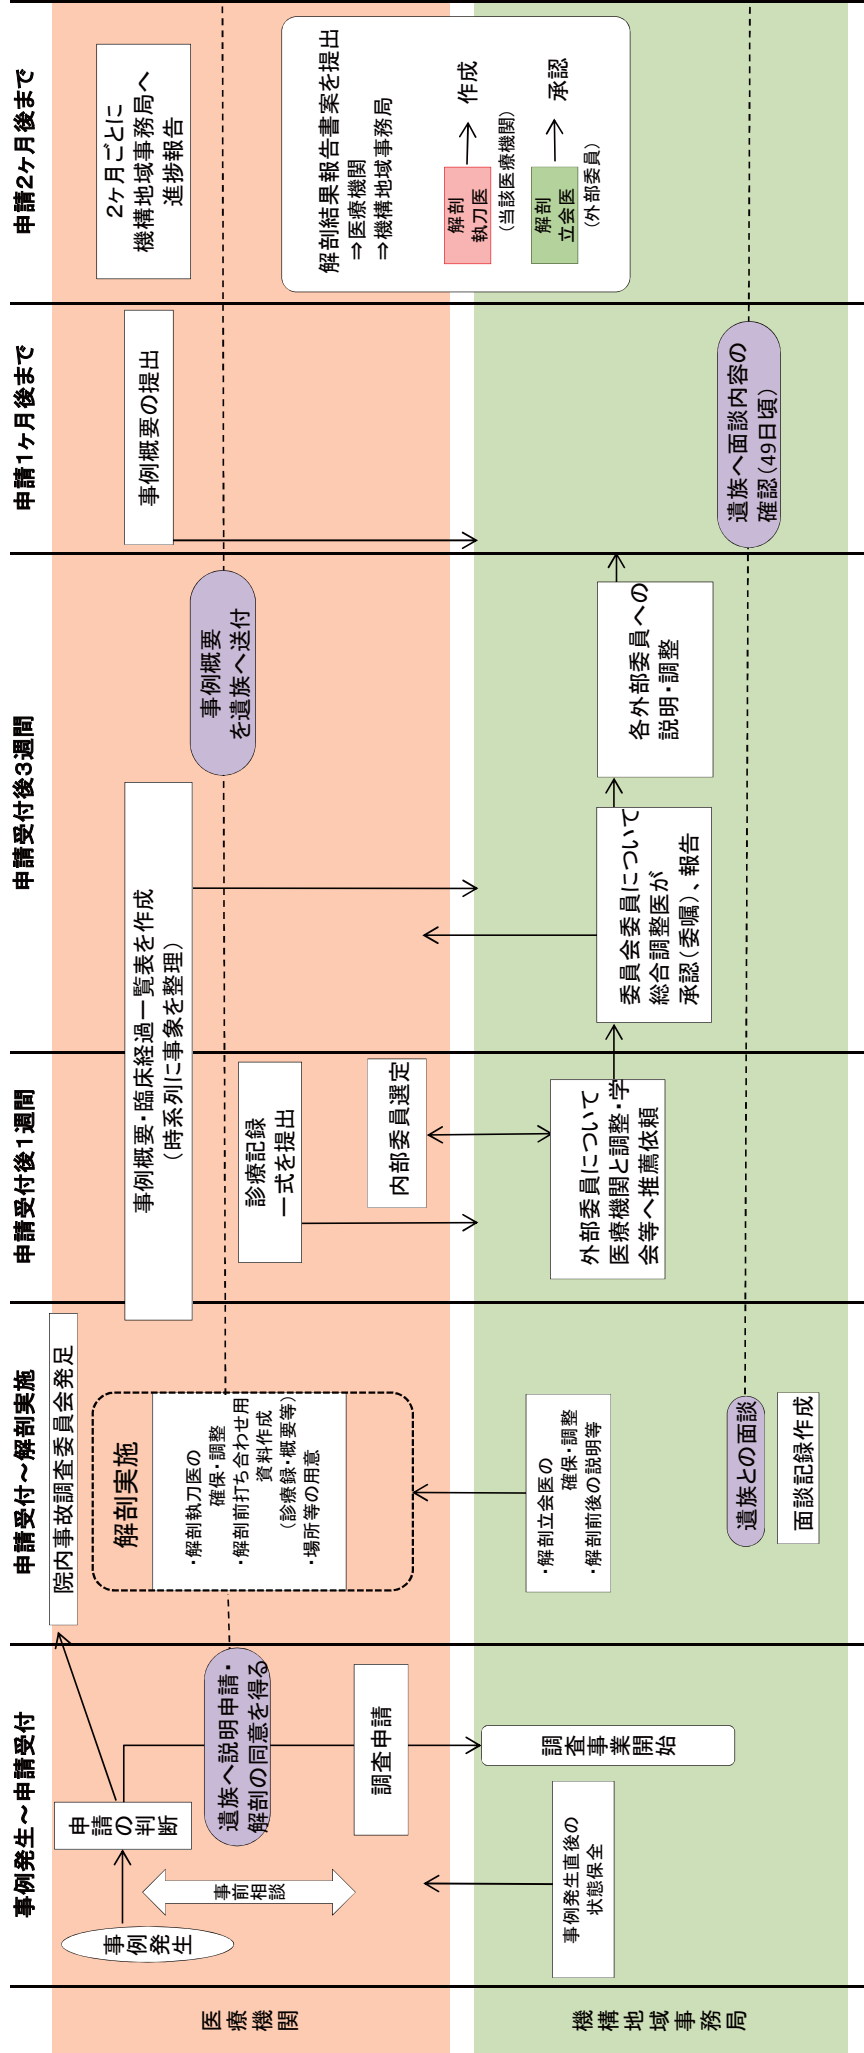 事例発生～申請受付
申請受付～解剖実施
申請受付後1週間
申請受付後3週間
申請1ヶ月後まで
申請2ヶ月後まで
医療機関
事例発生
申請の判断
事前相談
遺族へ説明申請・
解剖の同意を得る
調査申請
院内事故調査委員会発足
解剖実施
・解剖執刀医の
確保・調整
・解剖前打ち合わせ用
資料作成
（診療録・概要等）
・場所等の用意
事例概要・臨床経過一覧表を作成
（時系列に事象を整理）
診療記録
一式を提出
内部委員選定
事例概要
を遺族へ送付
事例概要の提出
2ヶ月ごとに
機構地域事務局へ
進捗報告
解剖結果報告書案を提出
⇒医療機関
⇒機構地域事務局
解剖
執刀医
→ 作成
（当該医療機関）
解剖
立会医
→ 承認
（外部委員）
機構地域事務局
事例発生直後の
状態保全
調査事業開始
・解剖立会医の
確保・調整
・解剖前後の説明等
遺族との面談
面談記録作成
外部委員について
医療機関と調整・学
会等へ推薦依頼
委員会委員について
総合調整医が
承認（委嘱）、報告
各外部委員への
説明・調整
遺族へ面談内容の
確認（49日頃）